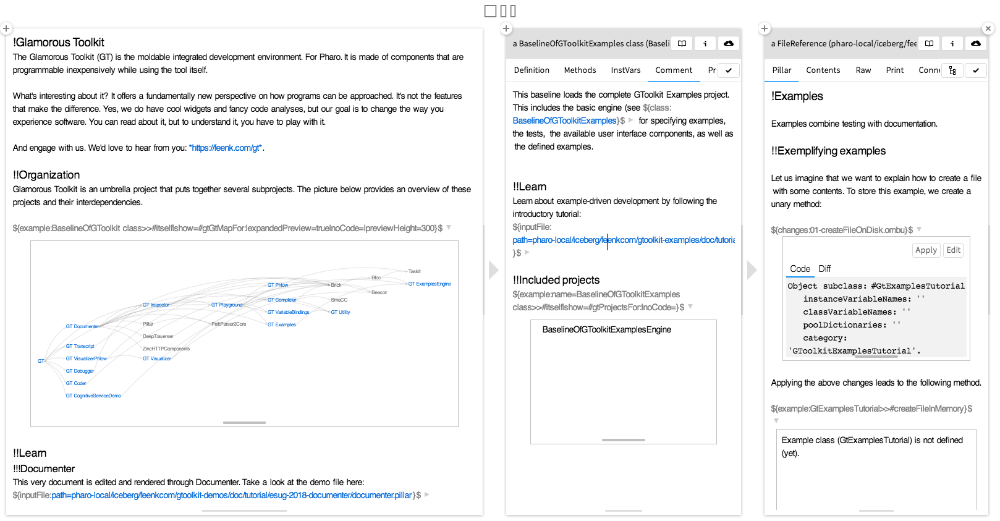 !Glamorous Toolkit
The Glamorous Toolkit (GT) is the moldable integrated development environment. For Pharo. It is made of components that are
programmable inexpensively while using the tool itself.
What's interesting about it? It offers a fundamentally new perspective on how programs can be approached. It's not the features
that make the difference. Yes, we do have cool widgets and fancy code analyses, but our goal is to change the way you
experience software. You can read about it, but to understand it, you have to play with it.
And engage with us. We'd love to hear from you: *https://feenk.com/gt*.
!!Organization
Glamorous Toolkit is an umbrella project that puts together several subprojects. The picture below provides an overview of these
projects and their interdependencies.
${example:BaselineOfGToolkit class>>#itself|show=#gtGtMapFor:|expandedPreview=true|noCode=|previewHeight=300}$
TaskIt
Bloc
GT Phlow
Brick
GT ExamplesEngine
Beacon
GT Completer
SmaCC
GT Inspector
GT Playground
GT VariableBindings
GT Utility
GT Documenter
Pillar
PetitParser2Core
GT Examples
DeepTraverser
GT Transcript
ZincHTTPComponents
GT
GT VisualizerPhlow
GT Visualizer
GT Debugger
GT Coder
GT CognitiveServiceDemo
!!Learn
!!!Documenter
This very document is edited and rendered through Documenter. Take a look at the demo file here:
${inputFile:path=pharo-local/iceberg/feenkcom/gtoolkit-demos/doc/tutorial/esug-2018-documenter/documenter.pillar}$
a BaselineOfGToolkitExamples class (Baseli
i
Definition Methods InstVars Comment Pr
This baseline loads the complete GToolkit Examples project.
This includes the basic engine (see ${class:
BaselineOfGToolkitExamples}$ for specifying examples,
the tests, the available user interface components, as well as
the defined examples.
!!Learn
Learn about example-driven development by following the
introductory tutorial:
${inputFile:
path=pharo-local/iceberg/feenkcom/gtoolkit-examples/doc/tutoria
}$
!!Included projects
${example:name=BaselineOfGToolkitExamples
class>>#itself|show=#gtProjectsFor:|noCode=}$
BaselineOfGToolkitExamplesEngine
a FileReference (pharo-local/iceberg/fee
i
Pillar Contents Raw Print Conne
!Examples
Examples combine testing with documentation.
!!Exemplifying examples
Let us imagine that we want to explain how to create a file
with some contents. To store this example, we create a
unary method:
${changes:01-createFileOnDisk.ombu}$
Apply Edit
Code Diff
Object subclass: #GtExamplesTutorial
instanceVariableNames: ''
classVariableNames: ''
poolDictionaries: ''
category:
'GToolkitExamplesTutorial'.
Applying the above changes leads to the following method.
${example:GtExamplesTutorial>>#createFileInMemory}$
Example class (GtExamplesTutorial) is not defined
(yet).